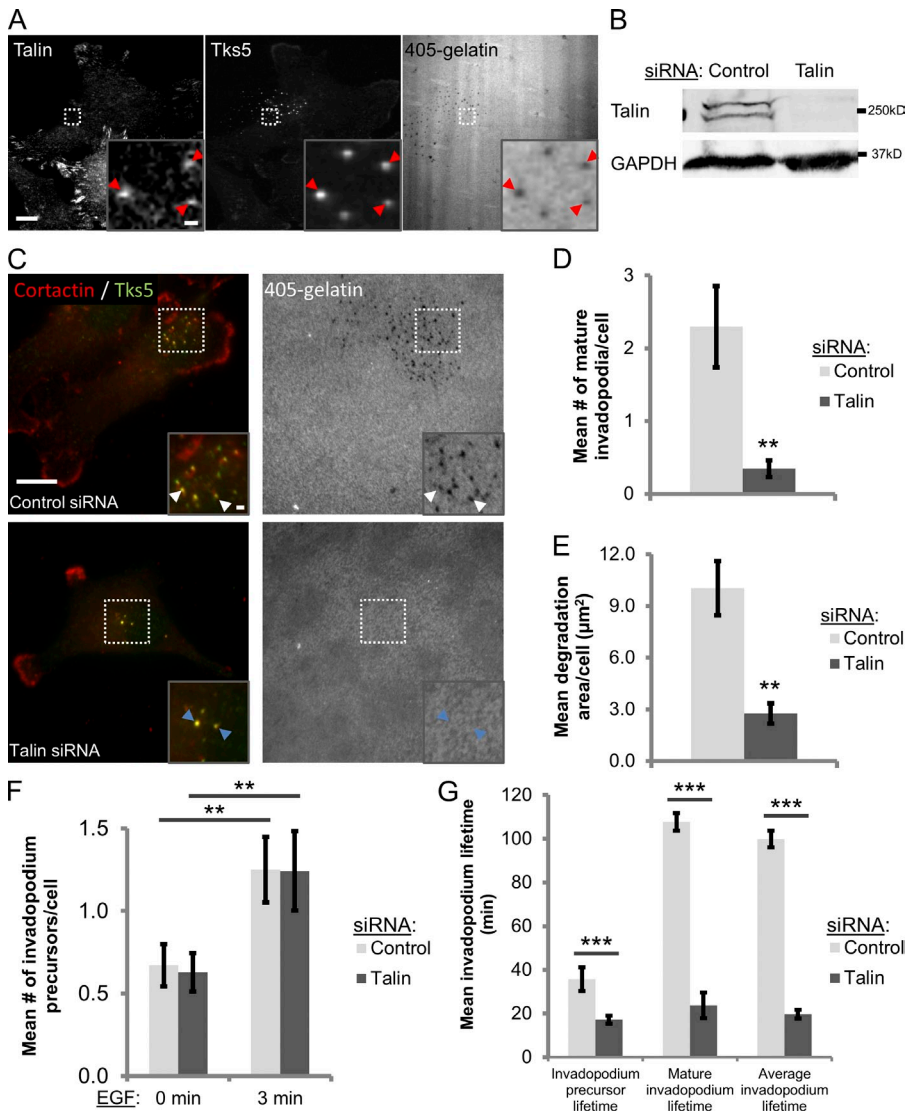 A
Talin
Tks5
405-gelatin
B
siRNA: Control Talin
Talin
250kD
GAPDH
37kD
C
Cortactin / Tks5
405-gelatin
Control siRNA
Talin siRNA
D
Mean # of mature
invadopodia/cell
3
2
1
0
**
siRNA:
Control
Talin
E
Mean degradation
area/cell (µm²)
12.0
9.0
6.0
3.0
0.0
**
siRNA:
Control
Talin
F
Mean # of invadopodium
precursors/cell
1.5
1.0
0.5
0.0
**
**
EGF: 0 min 3 min
siRNA:
Control
Talin
G
Mean invadopodium lifetime
(min)
120
100
80
60
40
20
0
***
***
***
Invadopodium
precursor
lifetime
Mature
invadopodium
lifetime
Average
invadopodium
lifetime
siRNA:
Control
Talin